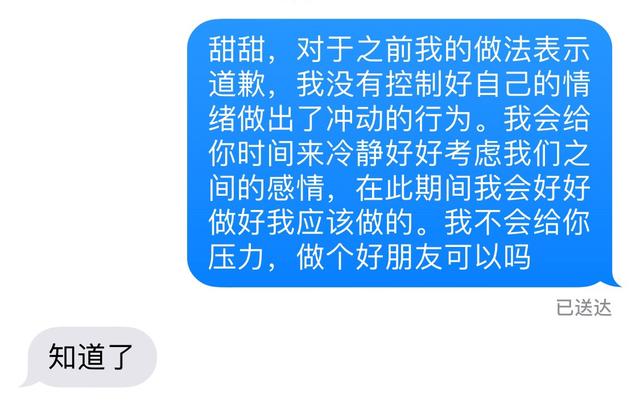 甜甜，对于之前我的做法表示
道歉，我没有控制好自己的情
绪做出了冲动的行为。我会给
你时间来冷静好好考虑我们之
间的感情，在此期间我会好好
做好我应该做的。我不会给你
压力，做个好朋友可以吗
已送达
知道了